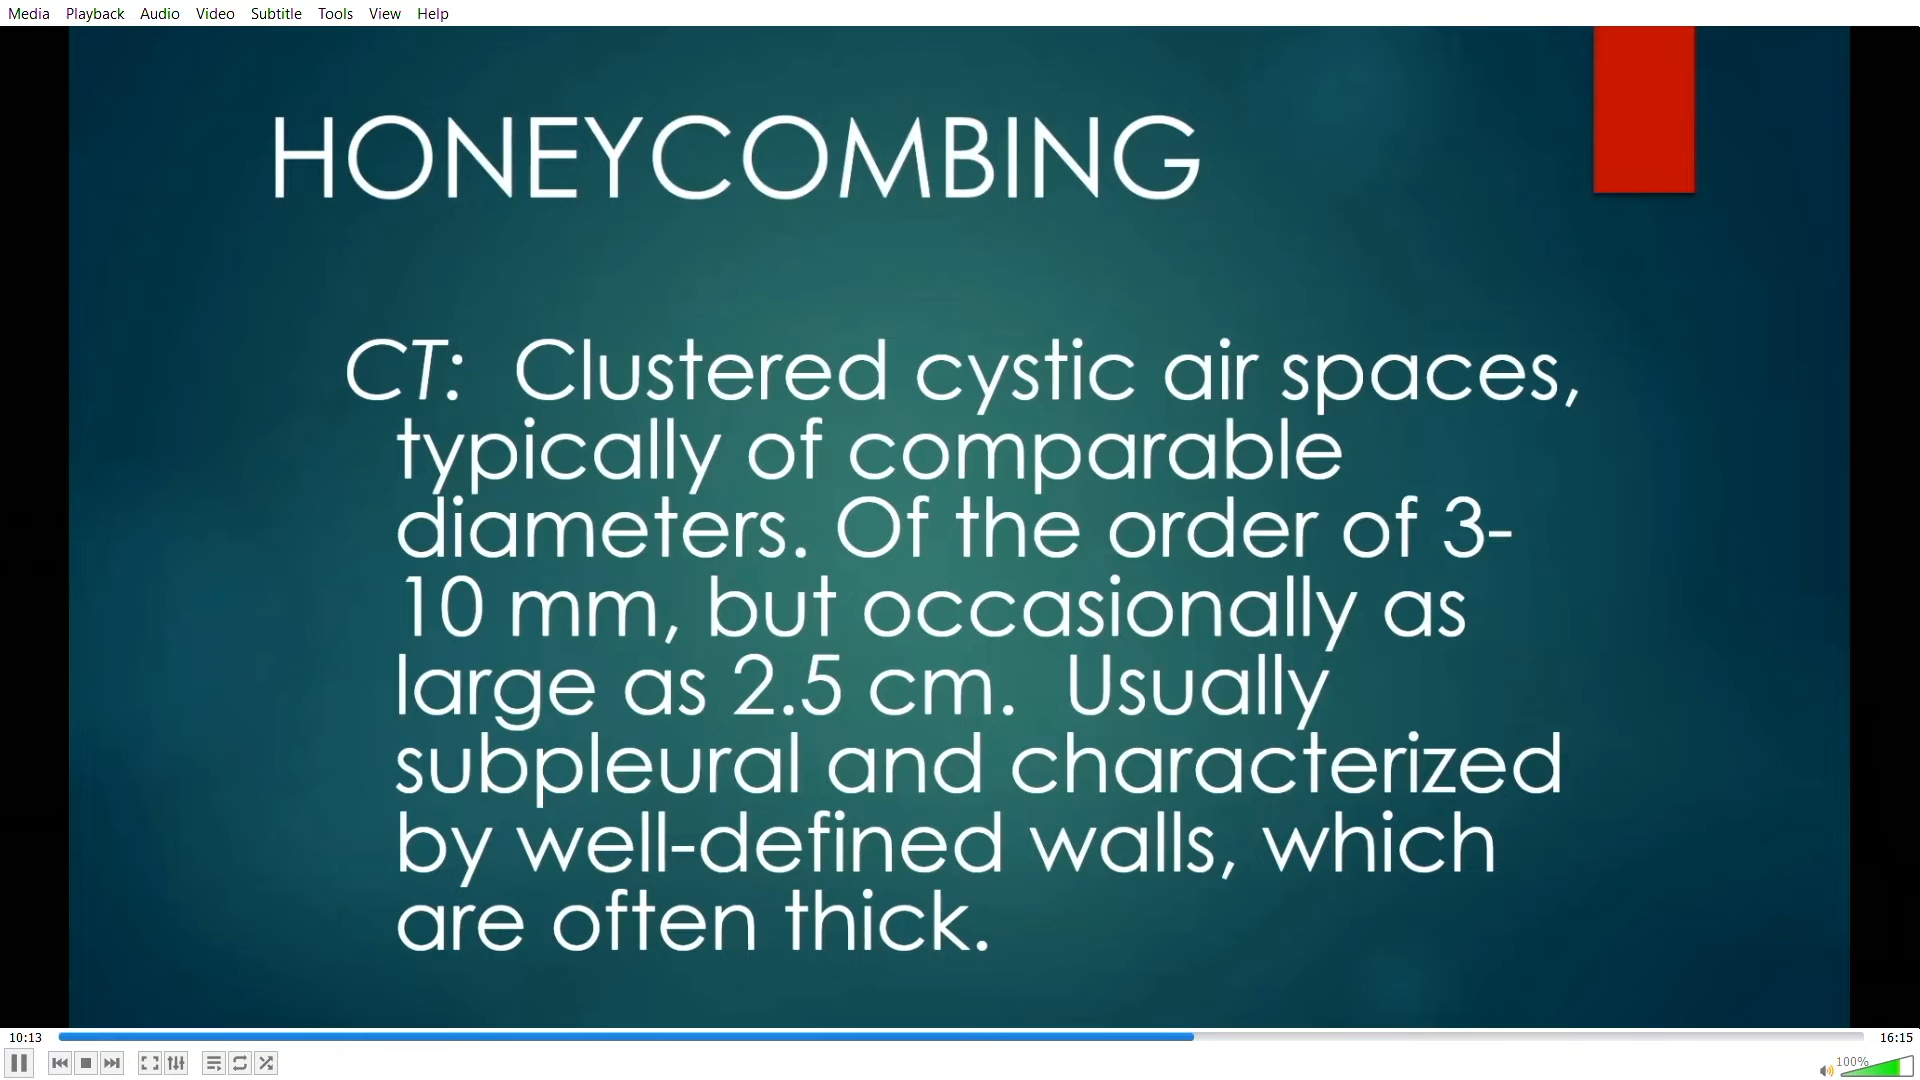 Media Playback Audio Video Subtitle Tools View Help
HONEYCOMBING
CT: Clustered cystic air spaces,
typically of comparable
diameters. Of the order of 3-
10 mm, but occasionally as
large as 2.5 cm. Usually
subpleural and characterized
by well-defined walls, which
are often thick.
10:13 16:15
100%